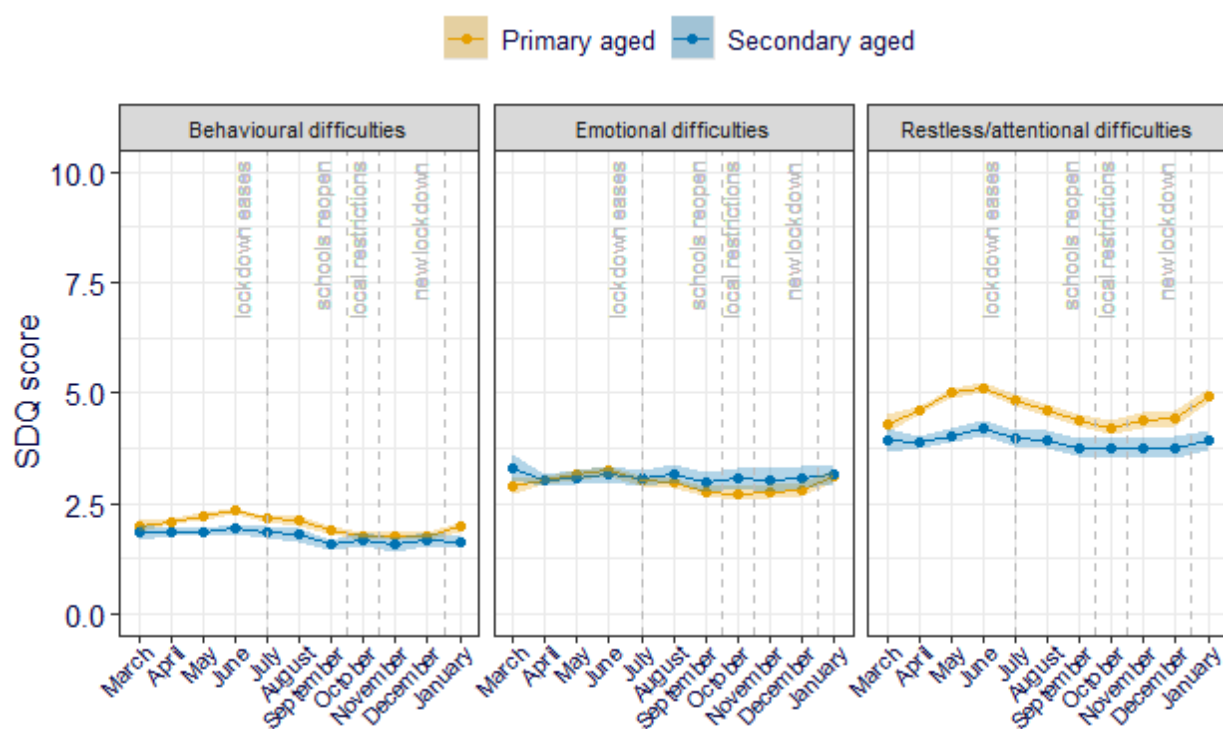 Primary aged Secondary aged
Behavioural difficulties Emotional difficulties Restless/attentional difficulties
SDQ score
10.0
7.5
5.0
2.5
0.0
lockdown eases
schools reopen
local restrictions
new lockdown
lockdown eases
schools reopen
local restrictions
new lockdown
lockdown eases
schools reopen
local restrictions
new lockdown
March April May June July August September October November December January
March April May June July August September October November December January
March April May June July August September October November December January